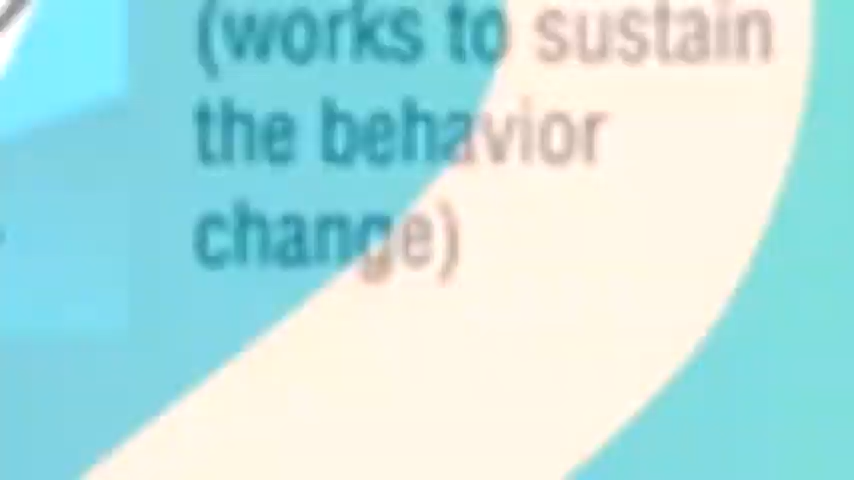 (works to sustain
the behavior
change)